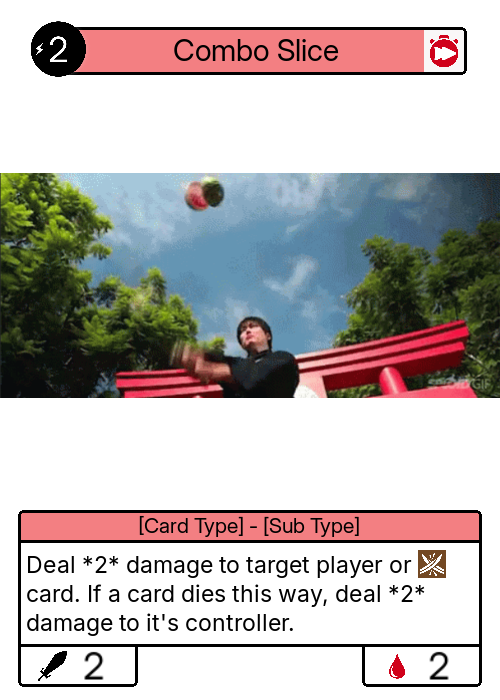 2
Combo Slice
[Card Type] - [Sub Type]
Deal *2* damage to target player or
card. If a card dies this way, deal *2*
damage to it's controller.
2
2